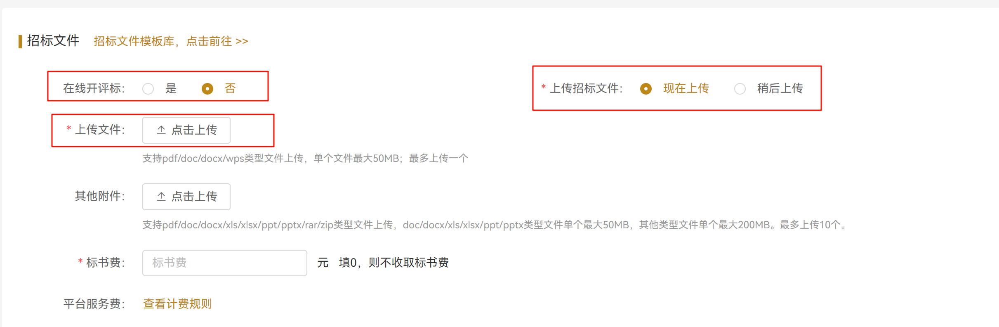 招标文件 招标文件模板库，点击前往 >>
在线开评标： 是 否 * 上传招标文件： 现在上传 稍后上传
* 上传文件： 点击上传
支持pdf/doc/docx/wps类型文件上传，单个文件最大50MB；最多上传一个
其他附件： 点击上传
支持pdf/doc/docx/xls/xlsx/ppt/pptx/rar/zip类型文件上传，doc/docx/xls/xlsx/ppt/pptx类型文件单个最大50MB，其他类型文件单个最大200MB。最多上传10个。
* 标书费： 标书费 元 填0，则不收取标书费
平台服务费： 查看计费规则